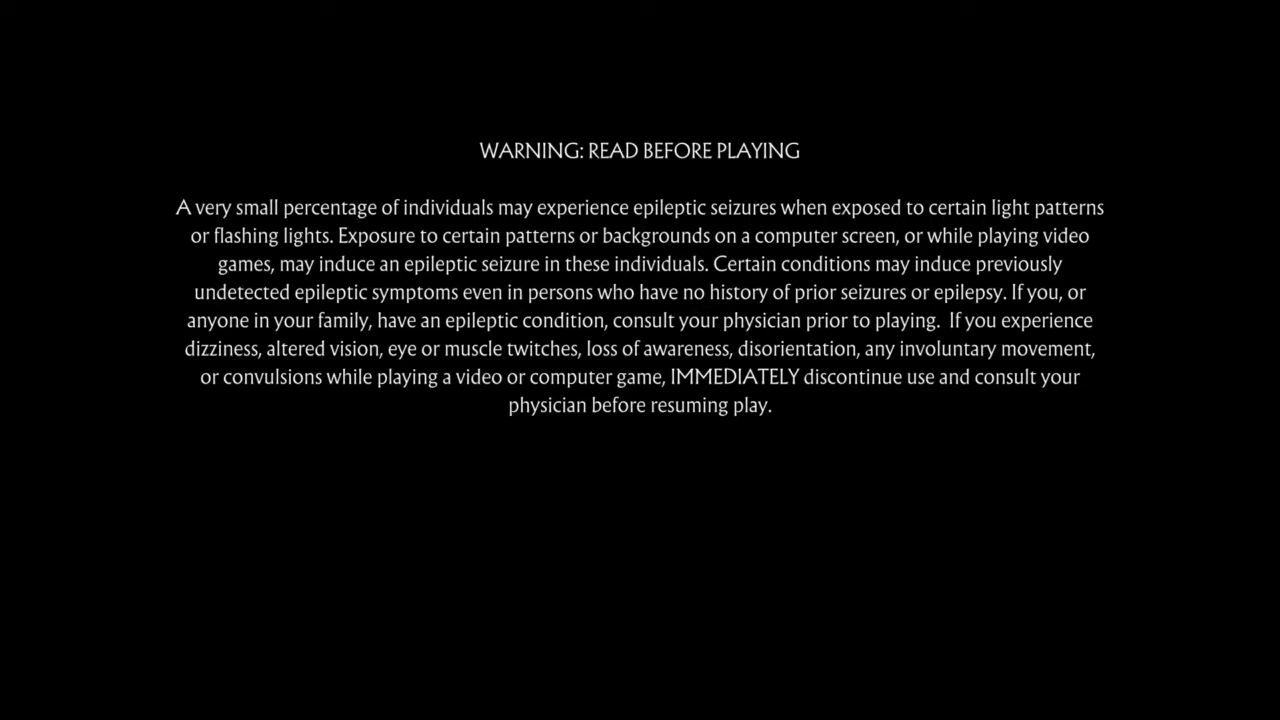 WARNING: READ BEFORE PLAYING
A very small percentage of individuals may experience epileptic seizures when exposed to certain light patterns
or flashing lights. Exposure to certain patterns or backgrounds on a computer screen, or while playing video
games, may induce an epileptic seizure in these individuals. Certain conditions may induce previously
undetected epileptic symptoms even in persons who have no history of prior seizures or epilepsy. If you, or
anyone in your family, have an epileptic condition, consult your physician prior to playing.  If you experience
dizziness, altered vision, eye or muscle twitches, loss of awareness, disorientation, any involuntary movement,
or convulsions while playing a video or computer game, IMMEDIATELY discontinue use and consult your
physician before resuming play.